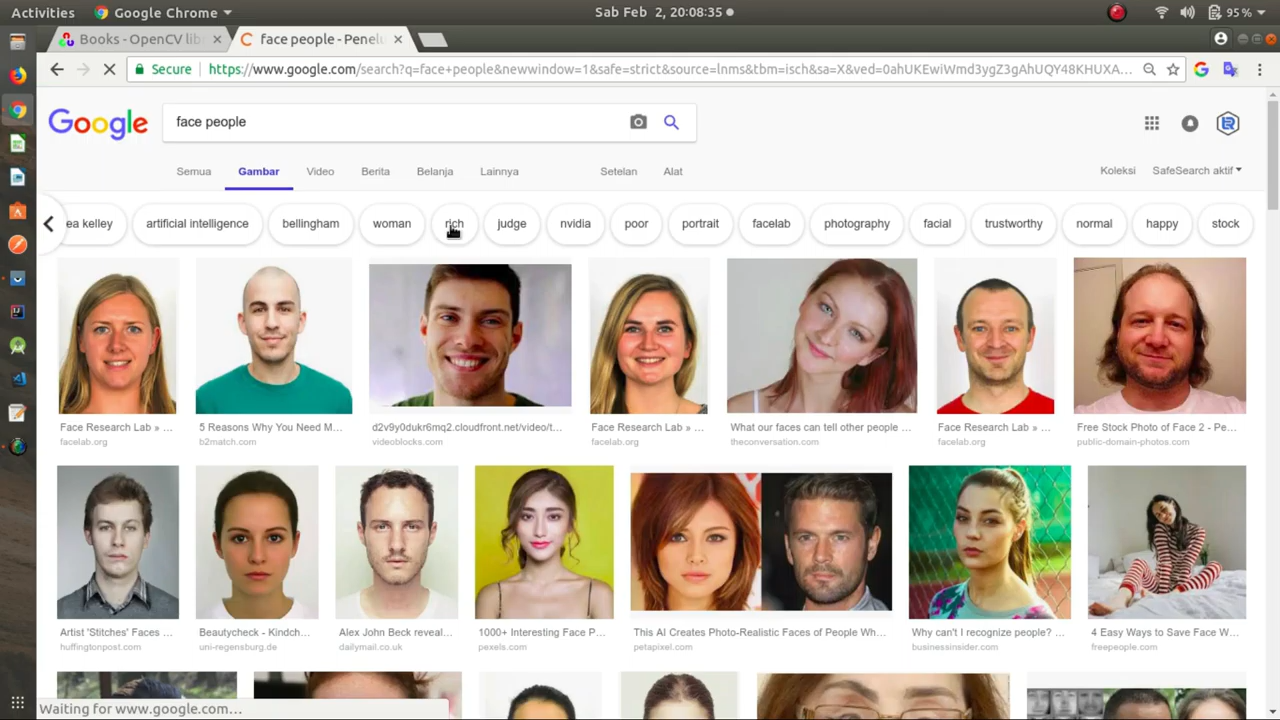 Activities Google Chrome Sab Feb 2, 20:08:35 95 %
Books - OpenCV lib face people - Penelu
Secure https://www.google.com/search?q=face+people&newwindow=1&safe=strict&source=lnms&tbm=isch&sa=X&ved=0ahUKEwiWmd3ygZ3gAhUQY48KHUXA...
Google face people
Semua Gambar Video Berita Belanja Lainnya Setelan Alat Koleksi SafeSearch aktif
ea kelley artificial intelligence bellingham woman rich judge nvidia poor portrait facelab photography facial trustworthy normal happy stock
Face Research Lab » ... 5 Reasons Why You Need M... d2v9y0dukr6mq2.cloudfront.net/video/t... Face Research Lab » ... What our faces can tell other people ... Face Research Lab » ... Free Stock Photo of Face 2 - Pe...
facelab.org b2match.com videoblocks.com facelab.org theconversation.com facelab.org public-domain-photos.com
Artist 'Stitches' Faces ... Beautycheck - Kindch... Alex John Beck reveal... 1000+ Interesting Face P... This AI Creates Photo-Realistic Faces of People Wh... Why can't I recognize people? ... 4 Easy Ways to Save Face W...
huffingtonpost.com uni-regensburg.de dailymail.co.uk pexels.com petapixel.com businessinsider.com freepeople.com
Waiting for www.google.com...